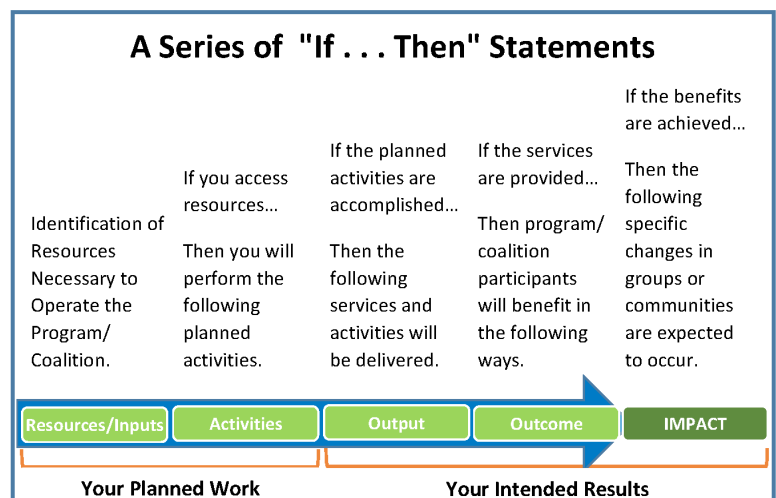 A Series of "If . . . Then" Statements
Identification of
Resources
Necessary to
Operate the
Program/
Coalition.
If you access
resources…
Then you will
perform the
following
planned
activities.
If the planned
activities are
accomplished…
Then the
following
services and
activities will
be delivered.
If the services
are provided…
Then program/
coalition
participants
will benefit in
the following
ways.
If the benefits
are achieved…
Then the
following
specific
changes in
groups or
communities
are expected
to occur.
Resources/Inputs
Activities
Output
Outcome
IMPACT
Your Planned Work
Your Intended Results